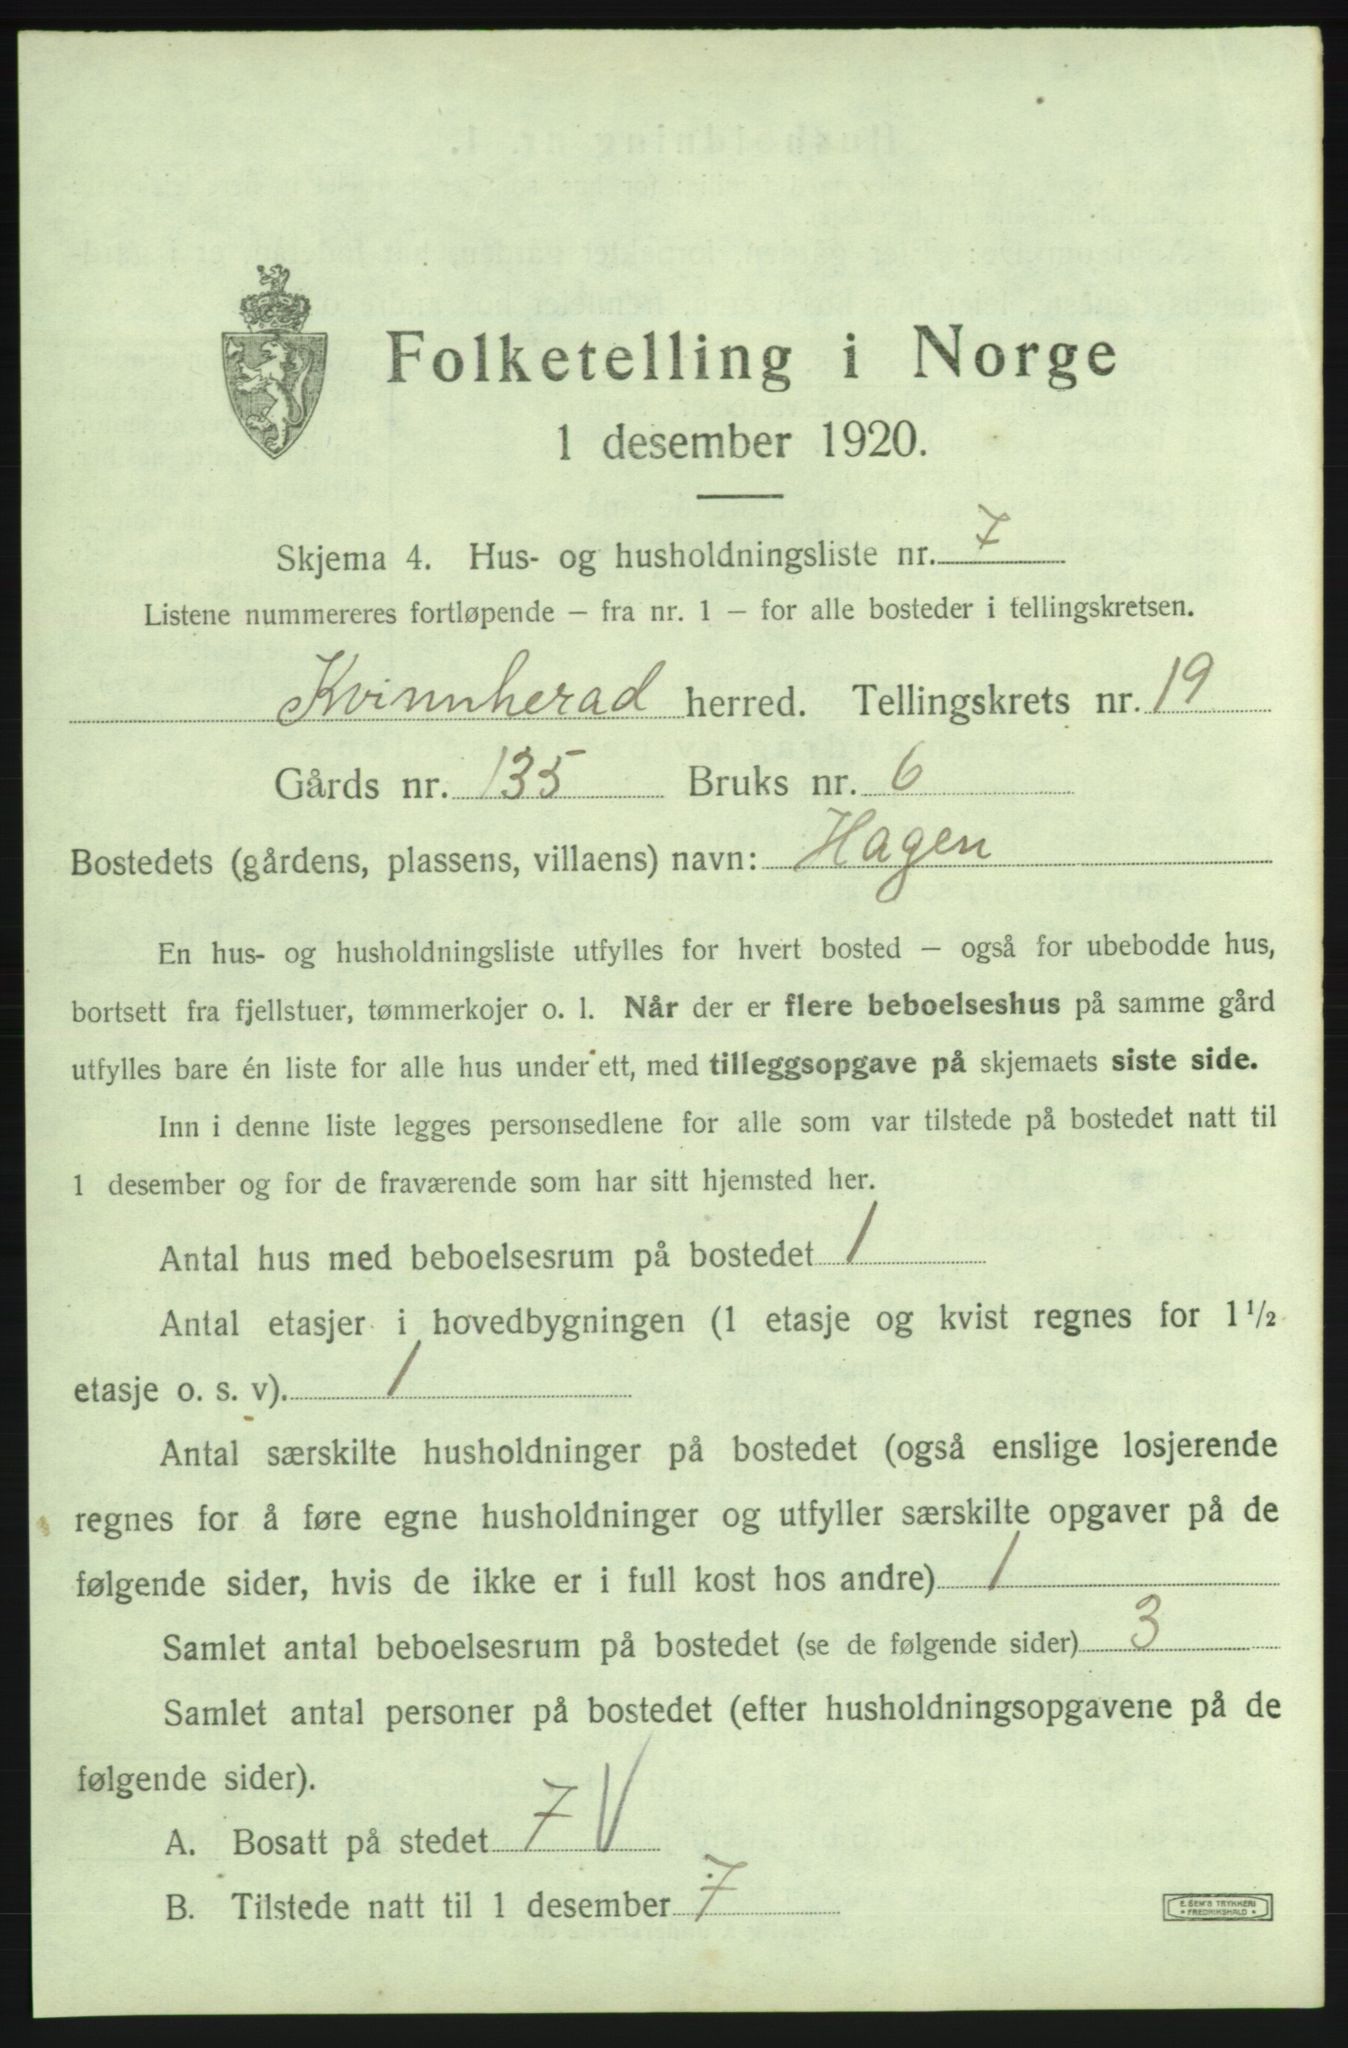 Folketelling i Norge
1 desember 1920.
Skjema 4. Hus- og husholdningsliste nr. 7
Listene nummereres fortløpende – fra nr. 1 – for alle bosteder i tellingskretsen.
Kvinnherad herred. Tellingskrets nr. 19
Gårds nr. 135 Bruks nr. 6
Bostedets (gårdens, plassens, villaens) navn: Hagen
En hus- og husholdningsliste utfylles for hvert bosted – også for ubebodde hus,
bortsett fra fjellstuer, tømmerkojer o. l. Når der er flere beboelseshus på samme gård
utfylles bare én liste for alle hus under ett, med tilleggsopgave på skjemaets siste side.
Inn i denne liste legges personsedlene for alle som var tilstede på bostedet natt til
1 desember og for de fraværende som har sitt hjemsted her.
Antal hus med beboelsesrum på bostedet 1
Antal etasjer i hovedbygningen (1 etasje og kvist regnes for 1 1/2
etasje o. s. v). 1
Antal særskilte husholdninger på bostedet (også enslige losjerende
regnes for å føre egne husholdninger og utfyller særskilte opgaver på de
følgende sider, hvis de ikke er i full kost hos andre) 1
Samlet antal beboelsesrum på bostedet (se de følgende sider) 3
Samlet antal personer på bostedet (efter husholdningsopgavene på de
følgende sider).
A. Bosatt på stedet 7 V
B. Tilstede natt til 1 desember 7
E. SEM'S TRYKKERI
FREDRIKSHALD